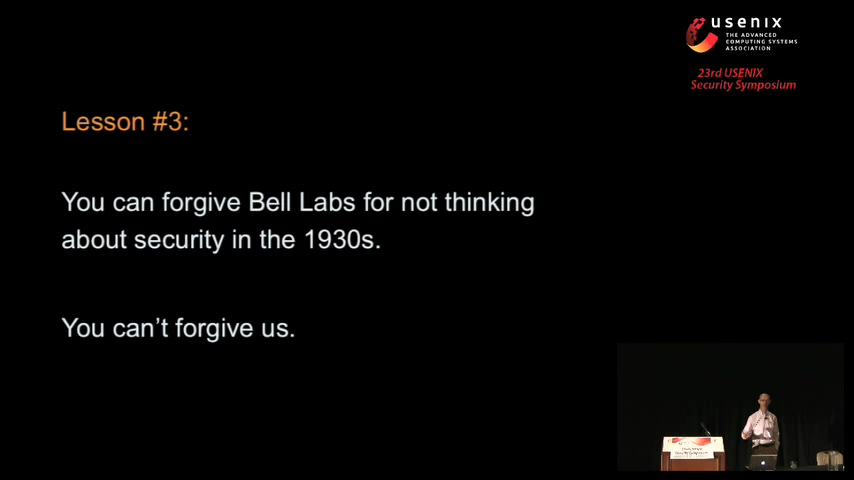 usenix
THE ADVANCED
COMPUTING SYSTEMS
ASSOCIATION
23rd USENIX
Security Symposium
Lesson #3:
You can forgive Bell Labs for not thinking
about security in the 1930s.
You can’t forgive us.